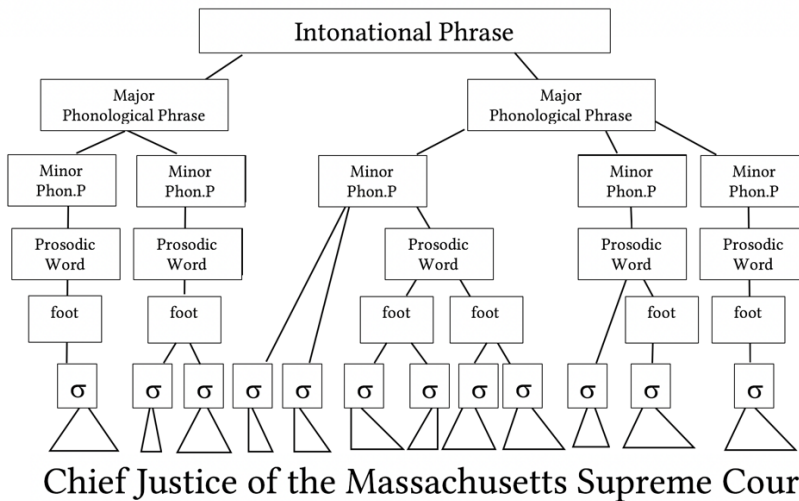 Intonational Phrase
Major
Phonological Phrase
Major
Phonological Phrase
Minor
Phon.P
Minor
Phon.P
Minor
Phon.P
Minor
Phon.P
Minor
Phon.P
Prosodic
Word
Prosodic
Word
Prosodic
Word
Prosodic
Word
Prosodic
Word
foot
foot
foot
foot
foot
foot
σ σ σ σ σ σ σ σ σ σ σ σ
Chief Justice of the Massachusetts Supreme Cour